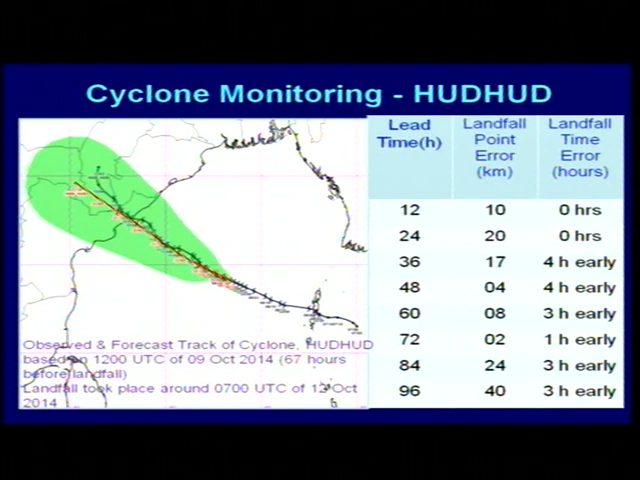 Cyclone Monitoring - HUDHUD
Lead Time(h) Landfall Point Error (km) Landfall Time Error (hours)
12 10 0 hrs
24 20 0 hrs
36 17 4 h early
48 04 4 h early
60 08 3 h early
72 02 1 h early
84 24 3 h early
96 40 3 h early
Observed & Forecast Track of Cyclone, HUDHUD
based on 1200 UTC of 09 Oct 2014 (67 hours
before landfall)
Landfall took place around 0700 UTC of 12 Oct
2014